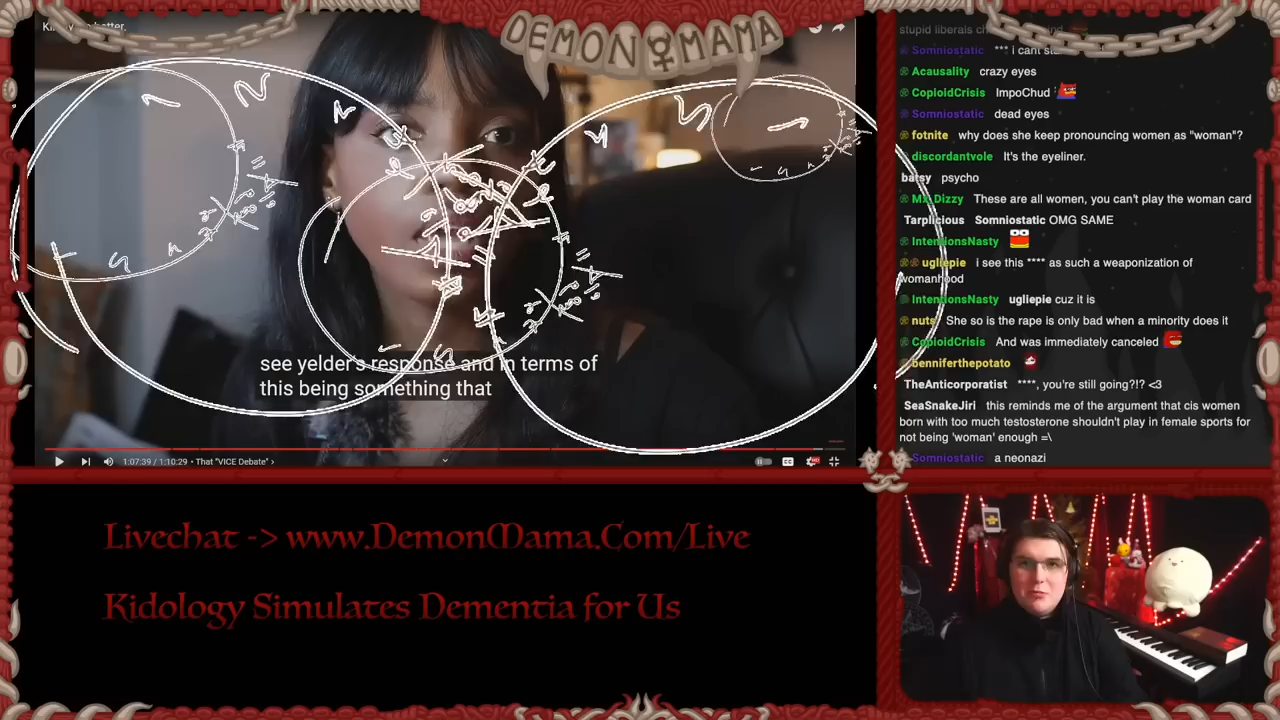 DEMON MAMA
see yelder's response and in terms of
this being something that
1:07:39 / 1:10:29 • That "VICE Debate" ›
stupid liberals
Somniostatic *** i cant
Acausality crazy eyes
CopioidCrisis ImpoChud
Somniostatic dead eyes
fotnite why does she keep pronouncing women as "woman"?
discordantvole It's the eyeliner.
batsy psycho
Mx_Dizzy These are all women, you can't play the woman card
Tarplicious Somniostatic OMG SAME
IntentionsNasty
ugliepie i see this **** as such a weaponization of
womanhood
IntentionsNasty ugliepie cuz it is
nuts She so is the rape is only bad when a minority does it
CopioidCrisis And was immediately canceled
benniferthepotato
TheAnticorporatist ****, you're still going?!? <3
SeaSnakeJiri this reminds me of the argument that cis women
born with too much testosterone shouldn't play in female sports for
not being 'woman' enough =\
Somniostatic a neonazi
Livechat -> www.DemonMama.Com/Live
Kidology Simulates Dementia for Us